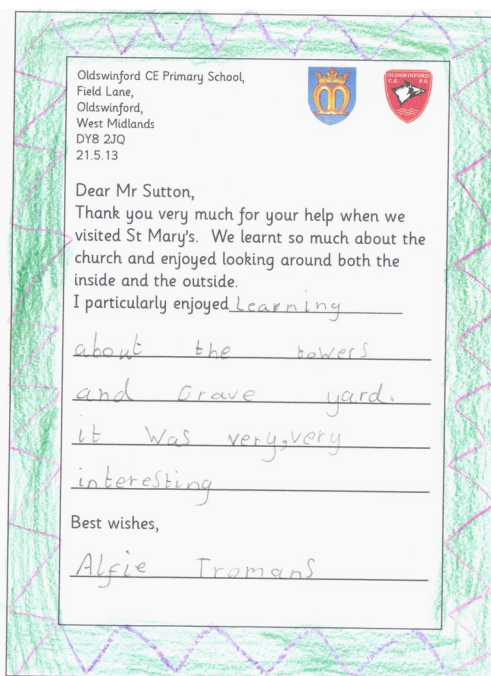 Oldswinford CE Primary School,
Field Lane,
Oldswinford,
West Midlands
DY8 2JQ
21.5.13
OLDSWINFORD
C.E. P.S.
Dear Mr Sutton,
Thank you very much for your help when we
visited St Mary's. We learnt so much about the
church and enjoyed looking around both the
inside and the outside.
I particularly enjoyed Learning
about the towers
and Grave yard.
it Was very,very
interesting
Best wishes,
Alfie Tromans